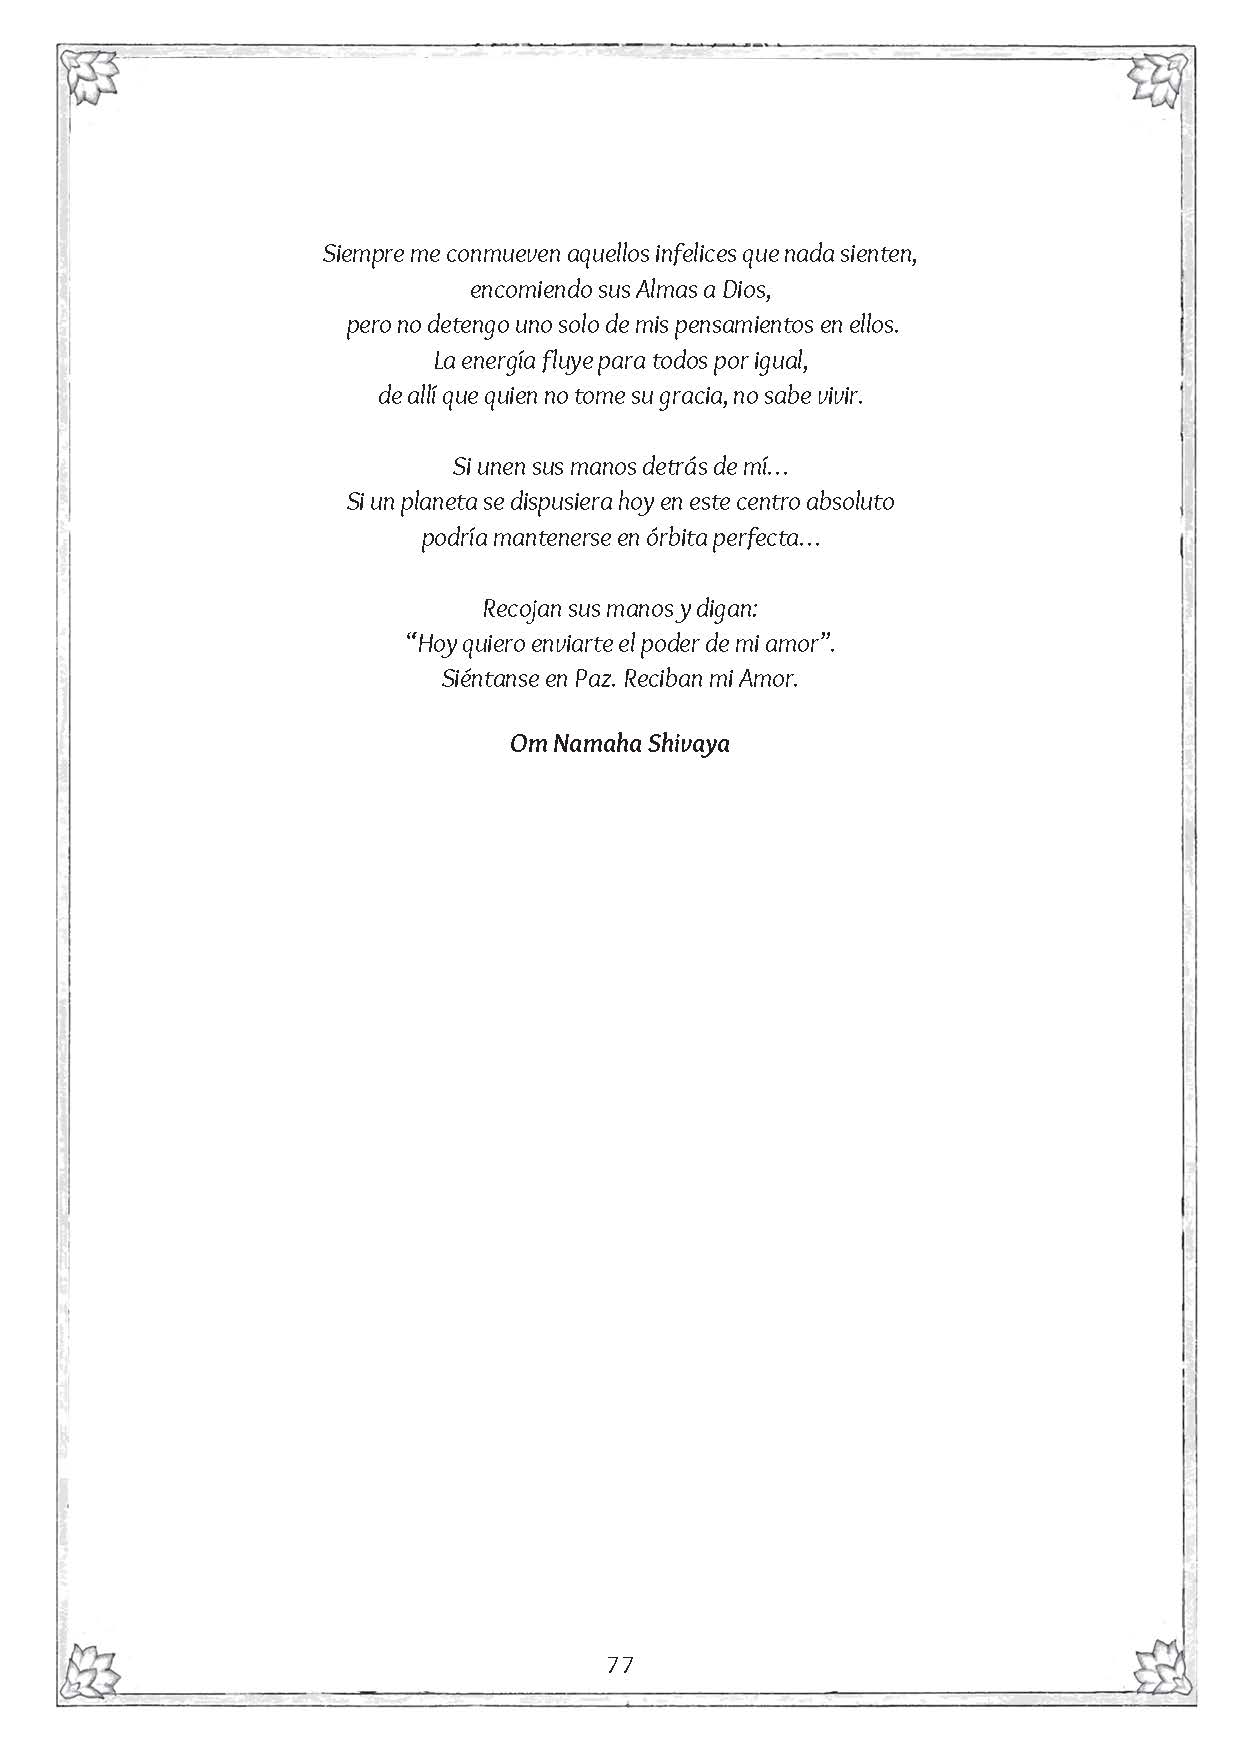 Siempre me conmueven aquellos infelices que nada sienten,
encomiendo sus Almas a Dios,
pero no detengo uno solo de mis pensamientos en ellos.
La energía fluye para todos por igual,
de allí que quien no tome su gracia, no sabe vivir.
Si unen sus manos detrás de mí…
Si un planeta se dispusiera hoy en este centro absoluto
podría mantenerse en órbita perfecta…
Recojan sus manos y digan:
“Hoy quiero enviarte el poder de mi amor”.
Siéntanse en Paz. Reciban mi Amor.
Om Namaha Shivaya
77